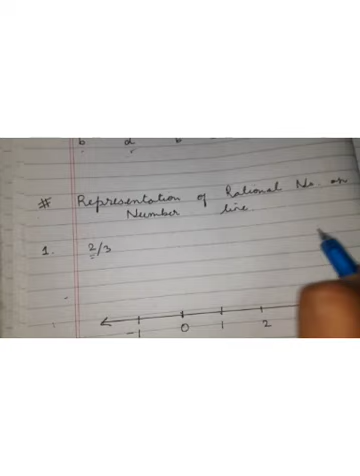 b d b
# Representation of Rational No. on
Number line
1. 2/3
-1 0 1 2